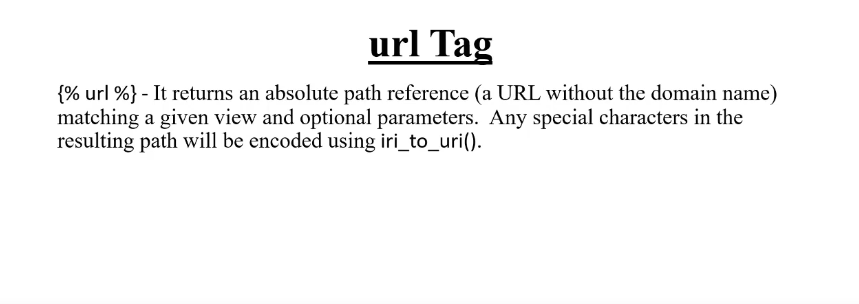 url Tag
{% url %} - It returns an absolute path reference (a URL without the domain name)
matching a given view and optional parameters.  Any special characters in the
resulting path will be encoded using iri_to_uri().